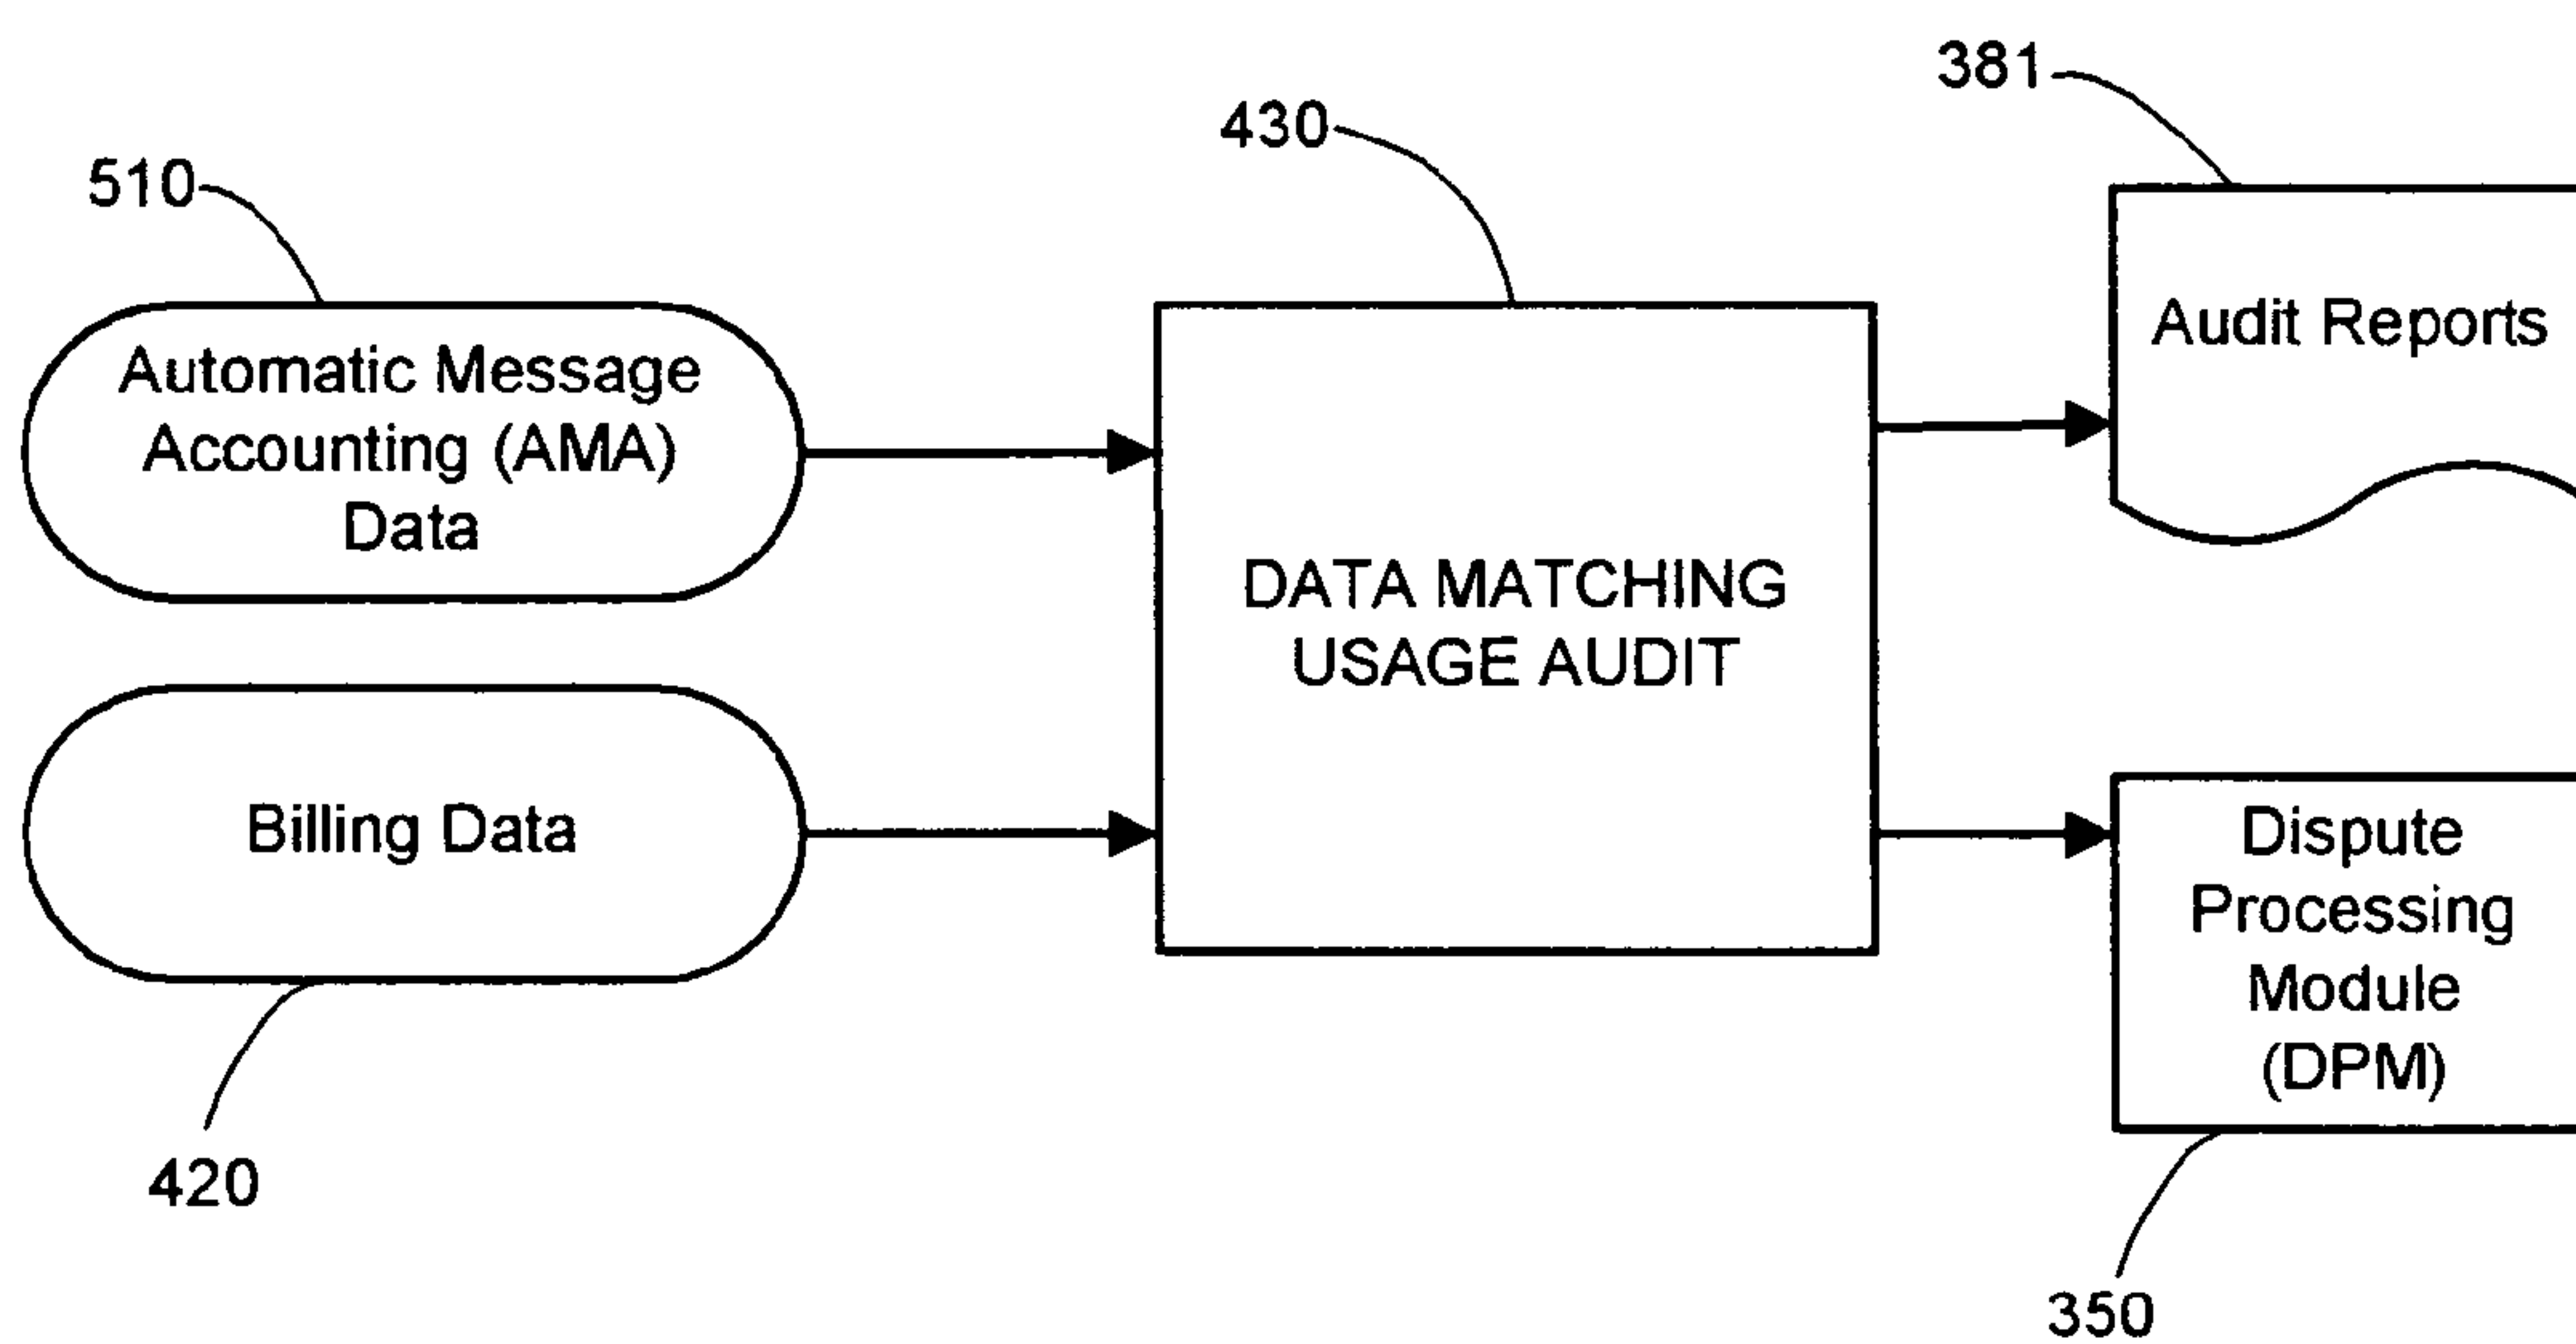 381
430
510
Automatic Message
Accounting (AMA)
Data
DATA MATCHING
USAGE AUDIT
Audit Reports
Billing Data
Dispute
Processing
Module
(DPM)
420
350